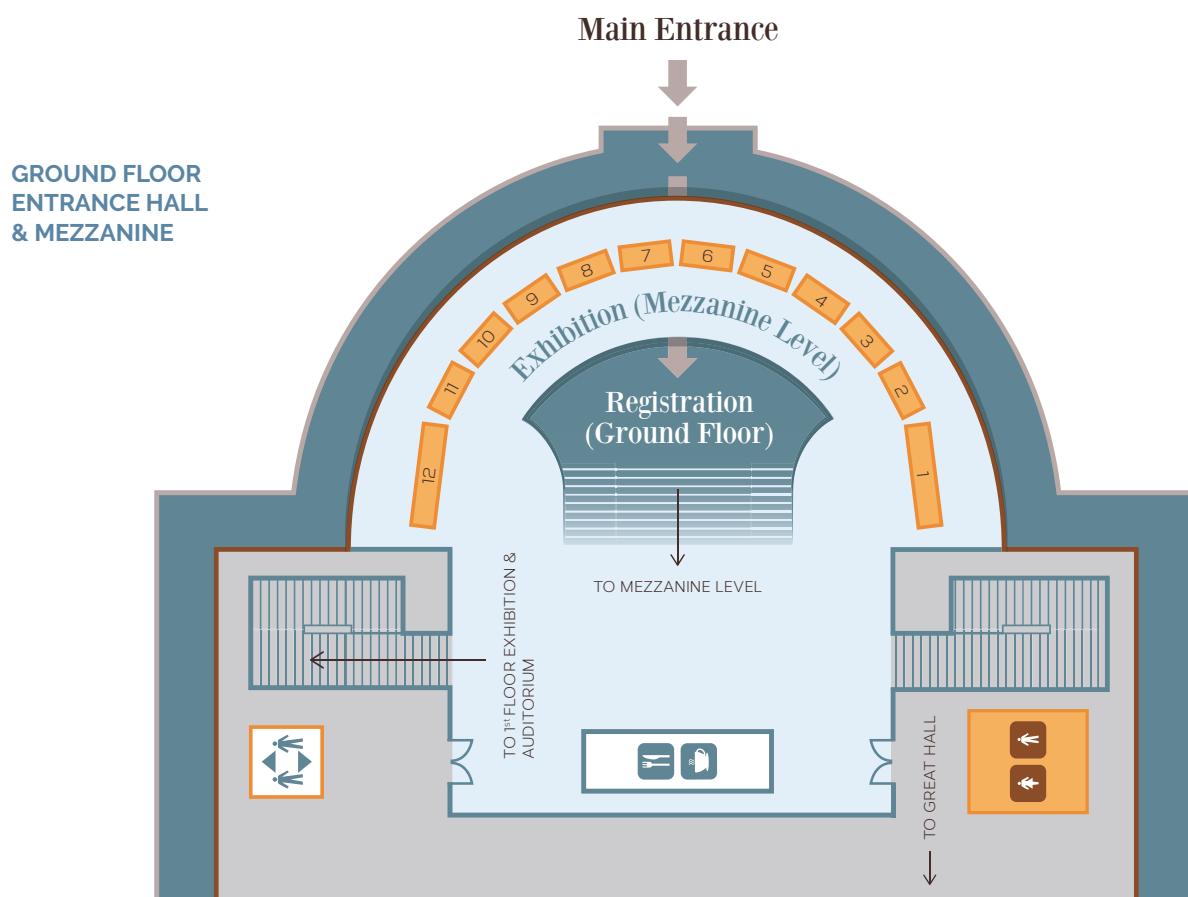 Main Entrance
GROUND FLOOR
ENTRANCE HALL
& MEZZANINE
7
6
8
5
9
4
10
3
11
2
12
1
Exhibition (Mezzanine Level)
Registration
(Ground Floor)
TO MEZZANINE LEVEL
TO 1st FLOOR EXHIBITION &
AUDITORIUM
TO GREAT HALL